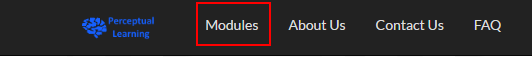 Perceptual
Learning
Modules
About Us
Contact Us
FAQ